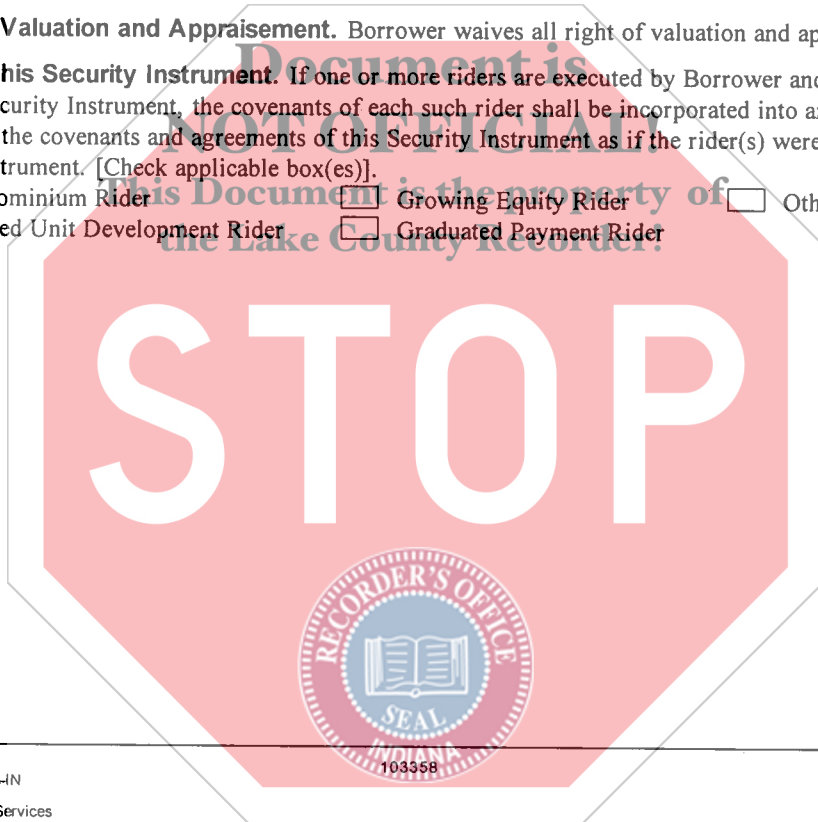 Valuation and Appraisement. Borrower waives all right of valuation and ap
Document is
his Security Instrument. If one or more riders are executed by Borrower and
curity Instrument, the covenants of each such rider shall be incorporated into a
NOT OFFICIAL!
the covenants and agreements of this Security Instrument as if the rider(s) were
trument. [Check applicable box(es)].
This Document is the property of
ominium Rider Growing Equity Rider Oth
ed Unit Development Rider Graduated Payment Rider
the Lake County Recorder!
STOP
RECORDER'S OFFICE
SEAL
INDIANA
103358
-IN
Services